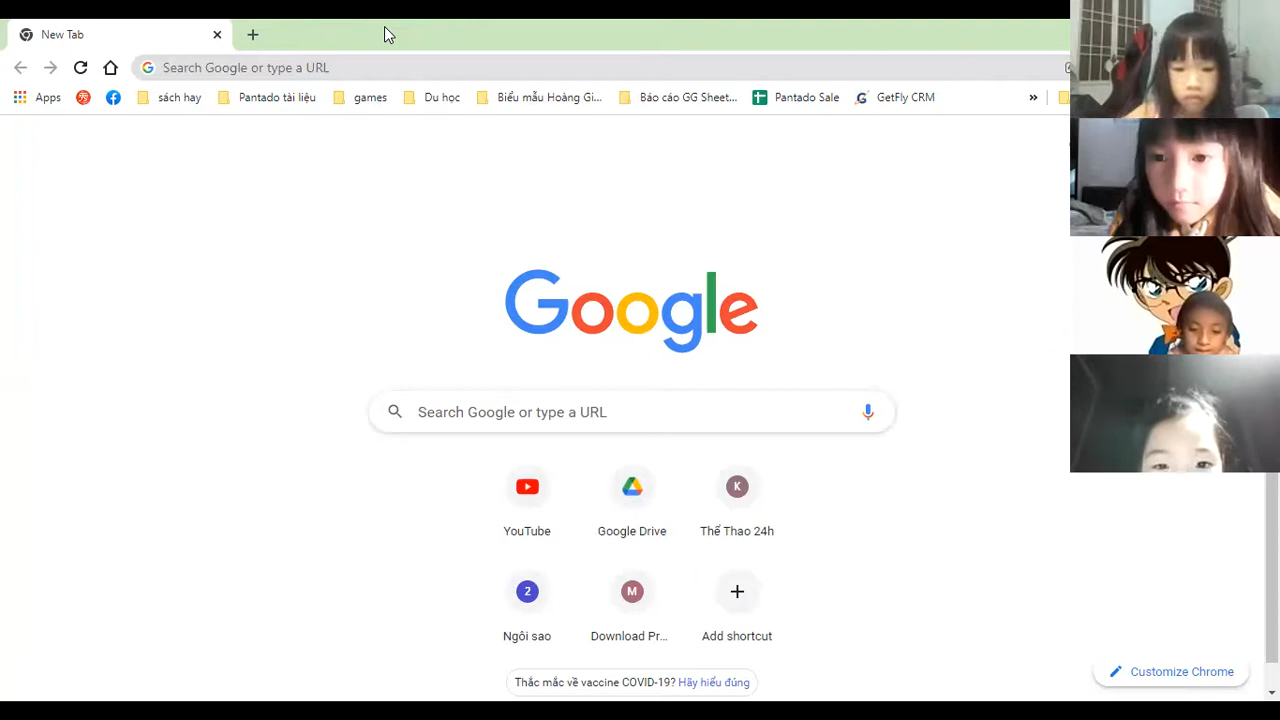 New Tab
Search Google or type a URL
Apps sách hay Pantado tài liệu games Du học Biểu mẫu Hoàng Gi... Báo cáo GG Sheet... Pantado Sale GetFly CRM »
Google
Search Google or type a URL
K
YouTube Google Drive Thể Thao 24h
2 M
Ngôi sao Download Pr... Add shortcut
Customize Chrome
Thắc mắc về vaccine COVID-19? Hãy hiểu đúng